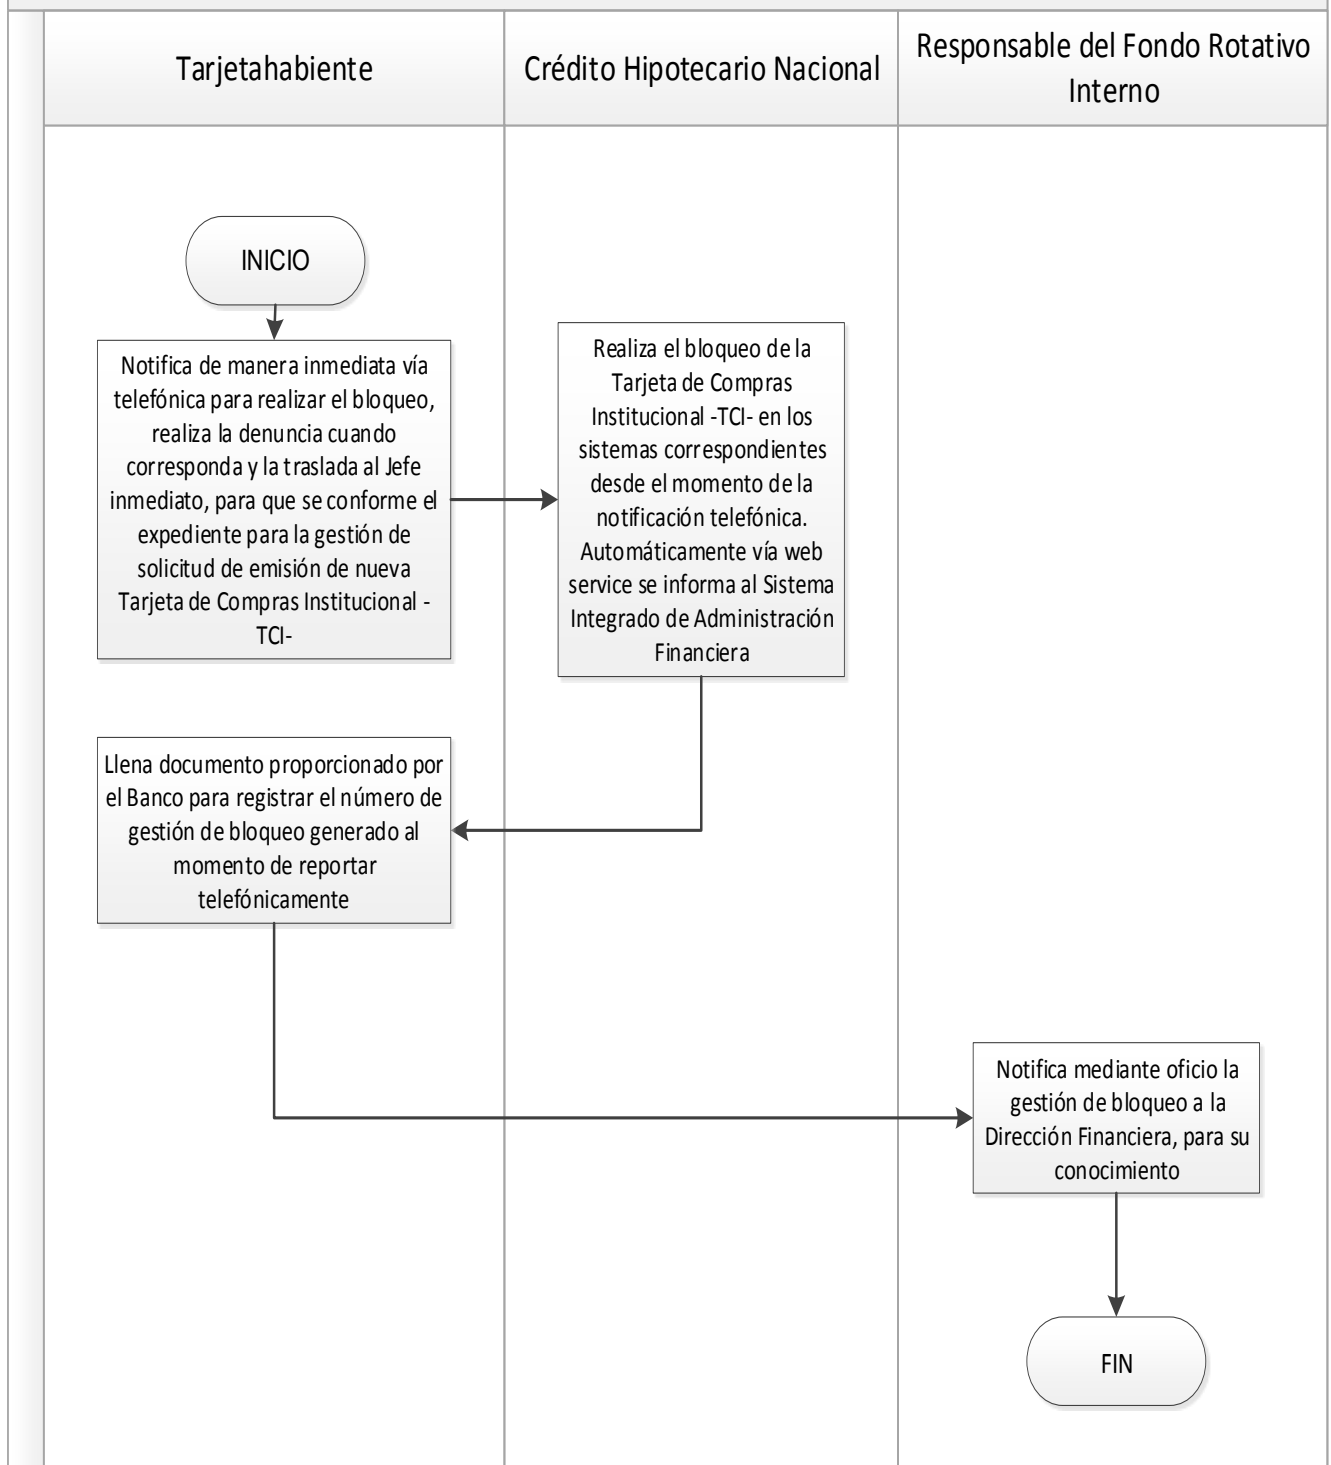 Tarjetahabiente
Crédito Hipotecario Nacional
Responsable del Fondo Rotativo
Interno
INICIO
Notifica de manera inmediata vía
telefónica para realizar el bloqueo,
realiza la denuncia cuando
corresponda y la traslada al Jefe
inmediato, para que se conforme el
expediente para la gestión de
solicitud de emisión de nueva
Tarjeta de Compras Institucional -
TCI-
Realiza el bloqueo de la
Tarjeta de Compras
Institucional -TCI- en los
sistemas correspondientes
desde el momento de la
notificación telefónica.
Automáticamente vía web
service se informa al Sistema
Integrado de Administración
Financiera
Llena documento proporcionado por
el Banco para registrar el número de
gestión de bloqueo generado al
momento de reportar
telefónicamente
Notifica mediante oficio la
gestión de bloqueo a la
Dirección Financiera, para su
conocimiento
FIN